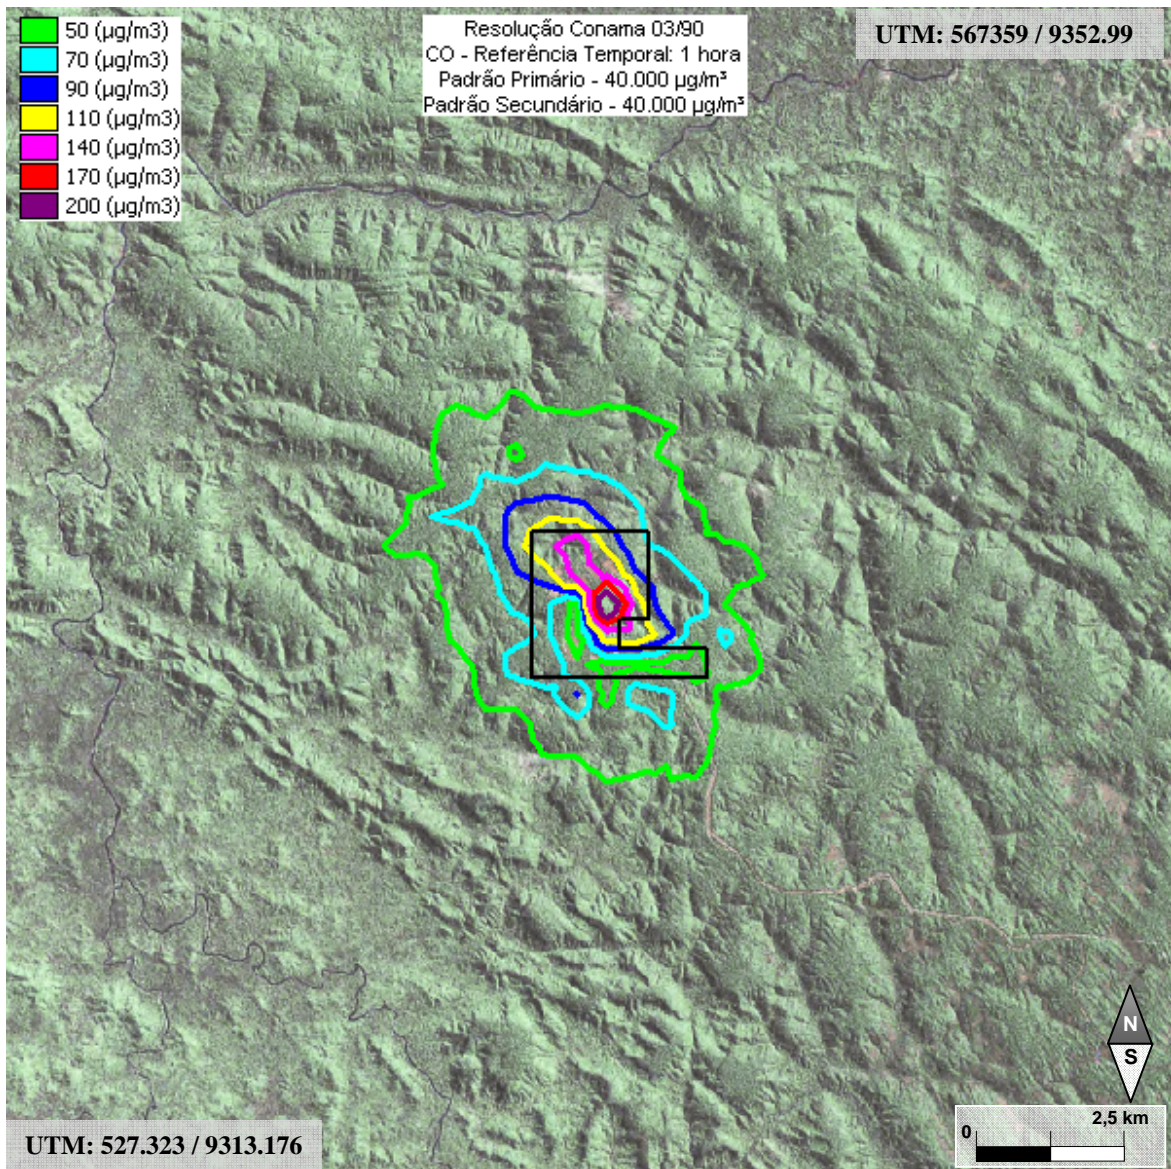 50 (µg/m3)
70 (µg/m3)
90 (µg/m3)
110 (µg/m3)
140 (µg/m3)
170 (µg/m3)
200 (µg/m3)
Resolução Conama 03/90
CO - Referência Temporal: 1 hora
Padrão Primário - 40.000 µg/m³
Padrão Secundário - 40.000 µg/m³
UTM: 567359 / 9352.99
N
S
0
2,5 km
UTM: 527.323 / 9313.176